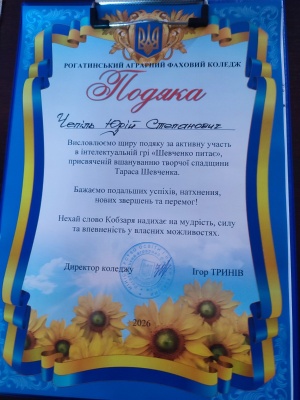 РОГАТИНСЬКИЙ АГРАРНИЙ ФАХОВИЙ КОЛЕДЖ
Подяка
Чепіль Юрій Степанович
Висловлюємо щиру подяку за активну участь
в інтелектуальній грі «Шевченко питає»,
присвяченій вшануванню творчої спадщини
Тараса Шевченка.
Бажаємо подальших успіхів, натхнення,
нових звершень та перемог!
Нехай слово Кобзаря надихає на мудрість, силу
та впевненість у власних можливостях.
Директор коледжу
Ігор ТРИНІВ
2026